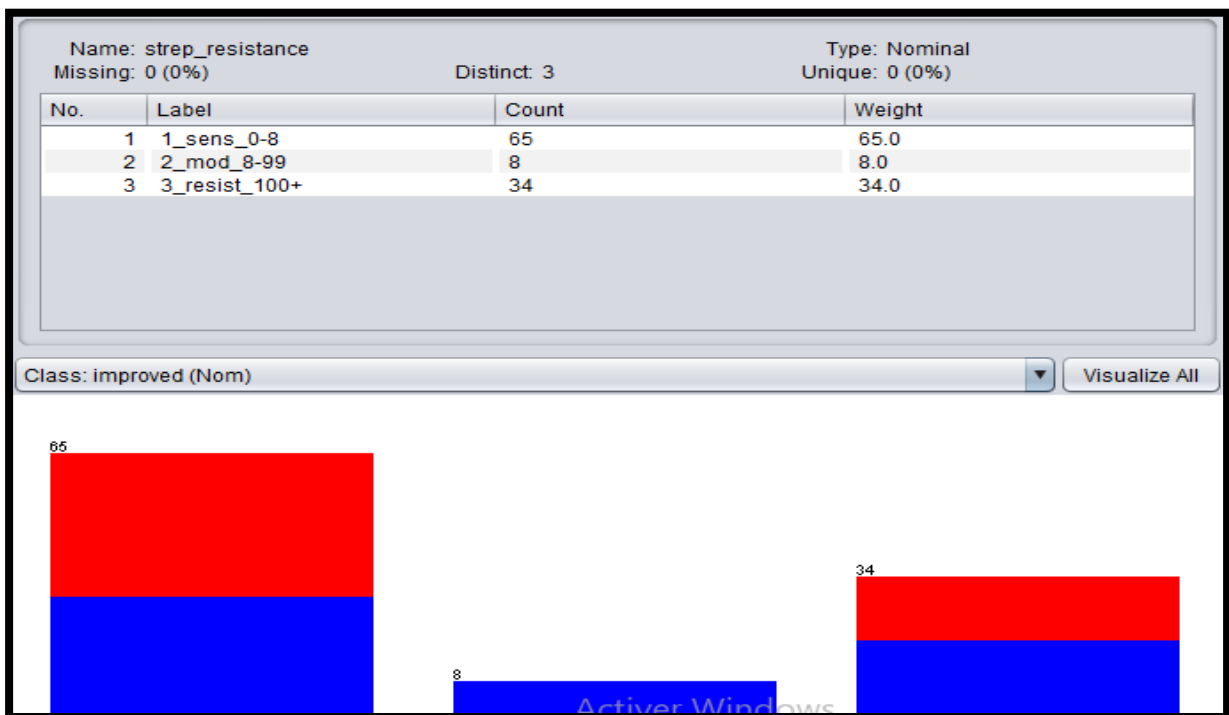 Name: strep_resistance Type: Nominal
Missing: 0 (0%) Distinct: 3 Unique: 0 (0%)
No. Label Count Weight
1 1_sens_0-8 65 65.0
2 2_mod_8-99 8 8.0
3 3_resist_100+ 34 34.0
Class: improved (Nom) Visualize All
65
34
8
Activer Windows